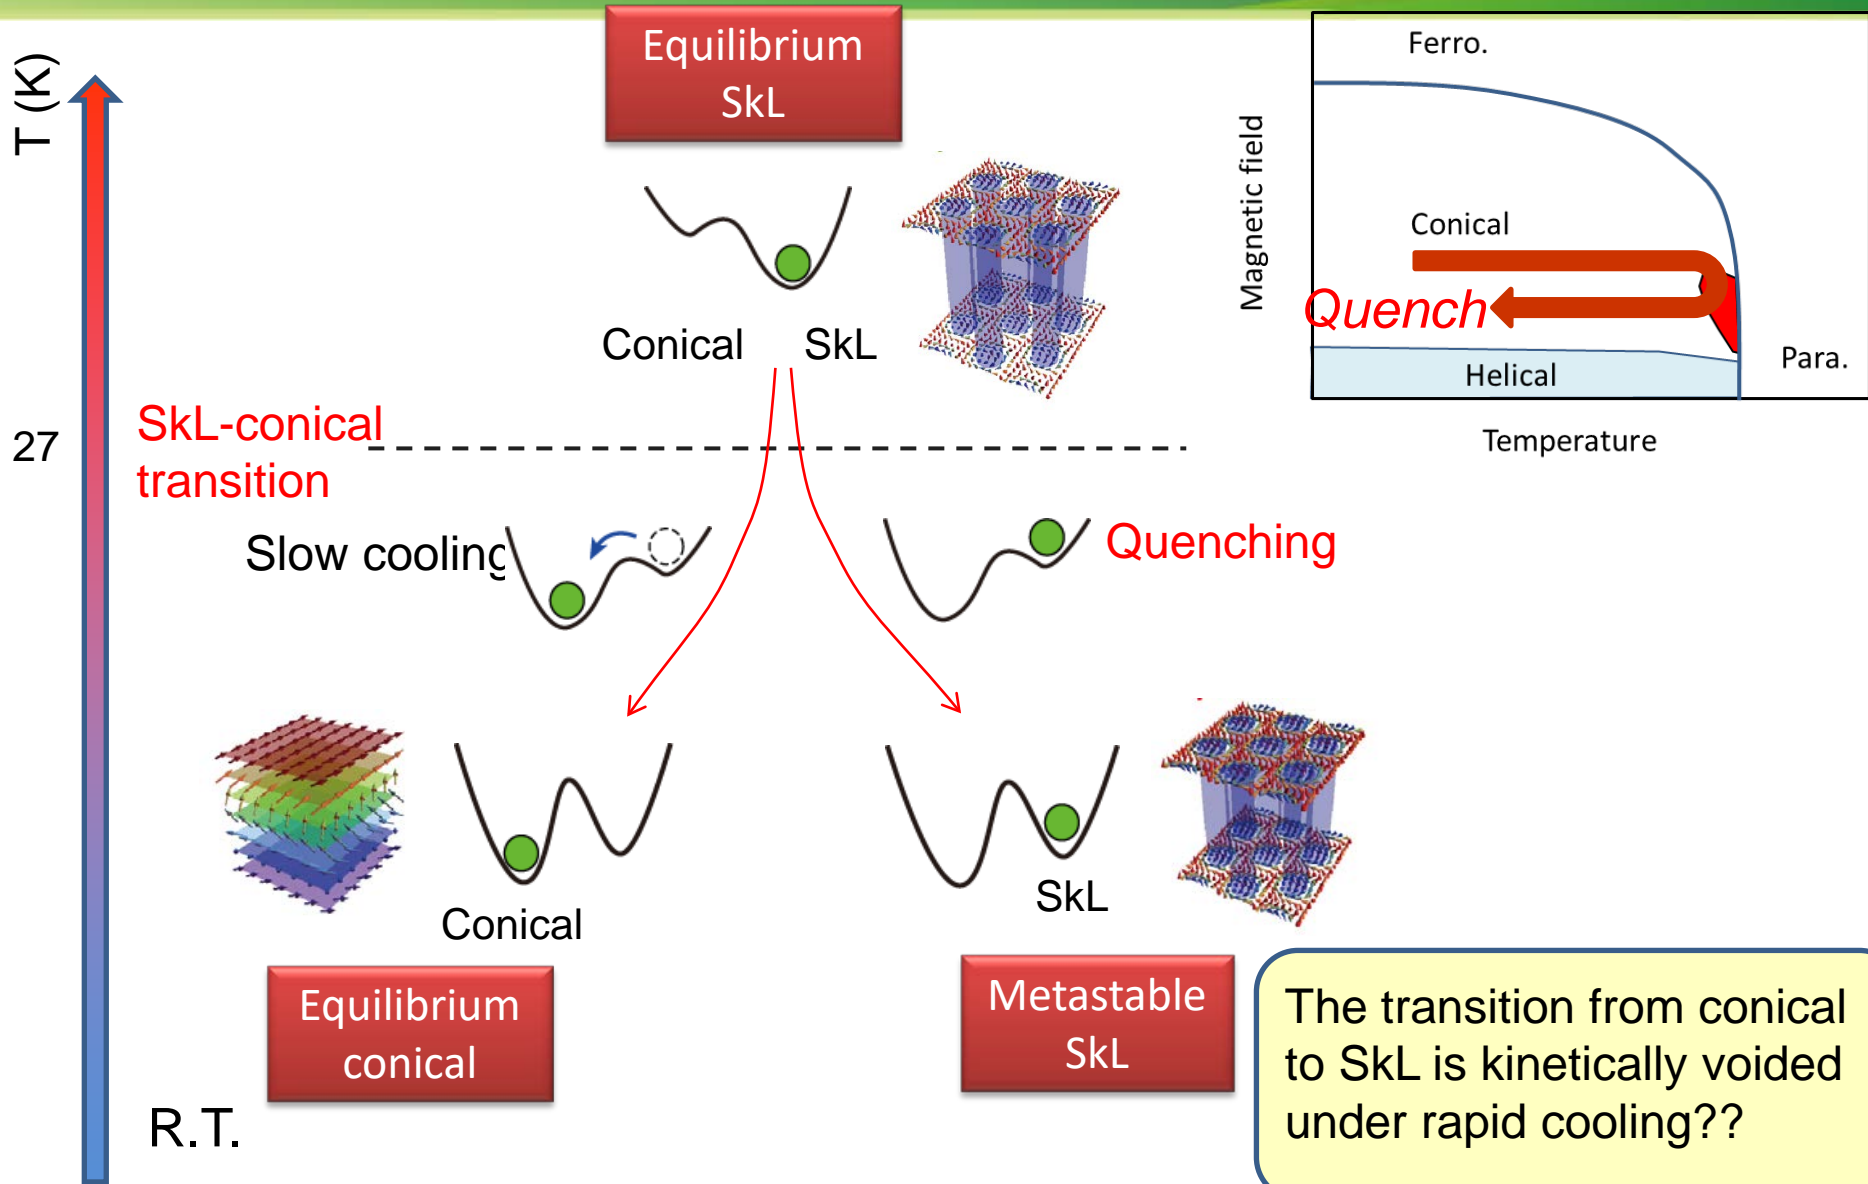 T (K)
Equilibrium
SkL
Ferro.
Magnetic field
Conical
Quench
Helical
Para.
Temperature
Conical
SkL
27
SkL-conical
transition
Slow cooling
Quenching
Conical
SkL
Equilibrium
conical
Metastable
SkL
The transition from conical
to SkL is kinetically voided
under rapid cooling??
R.T.